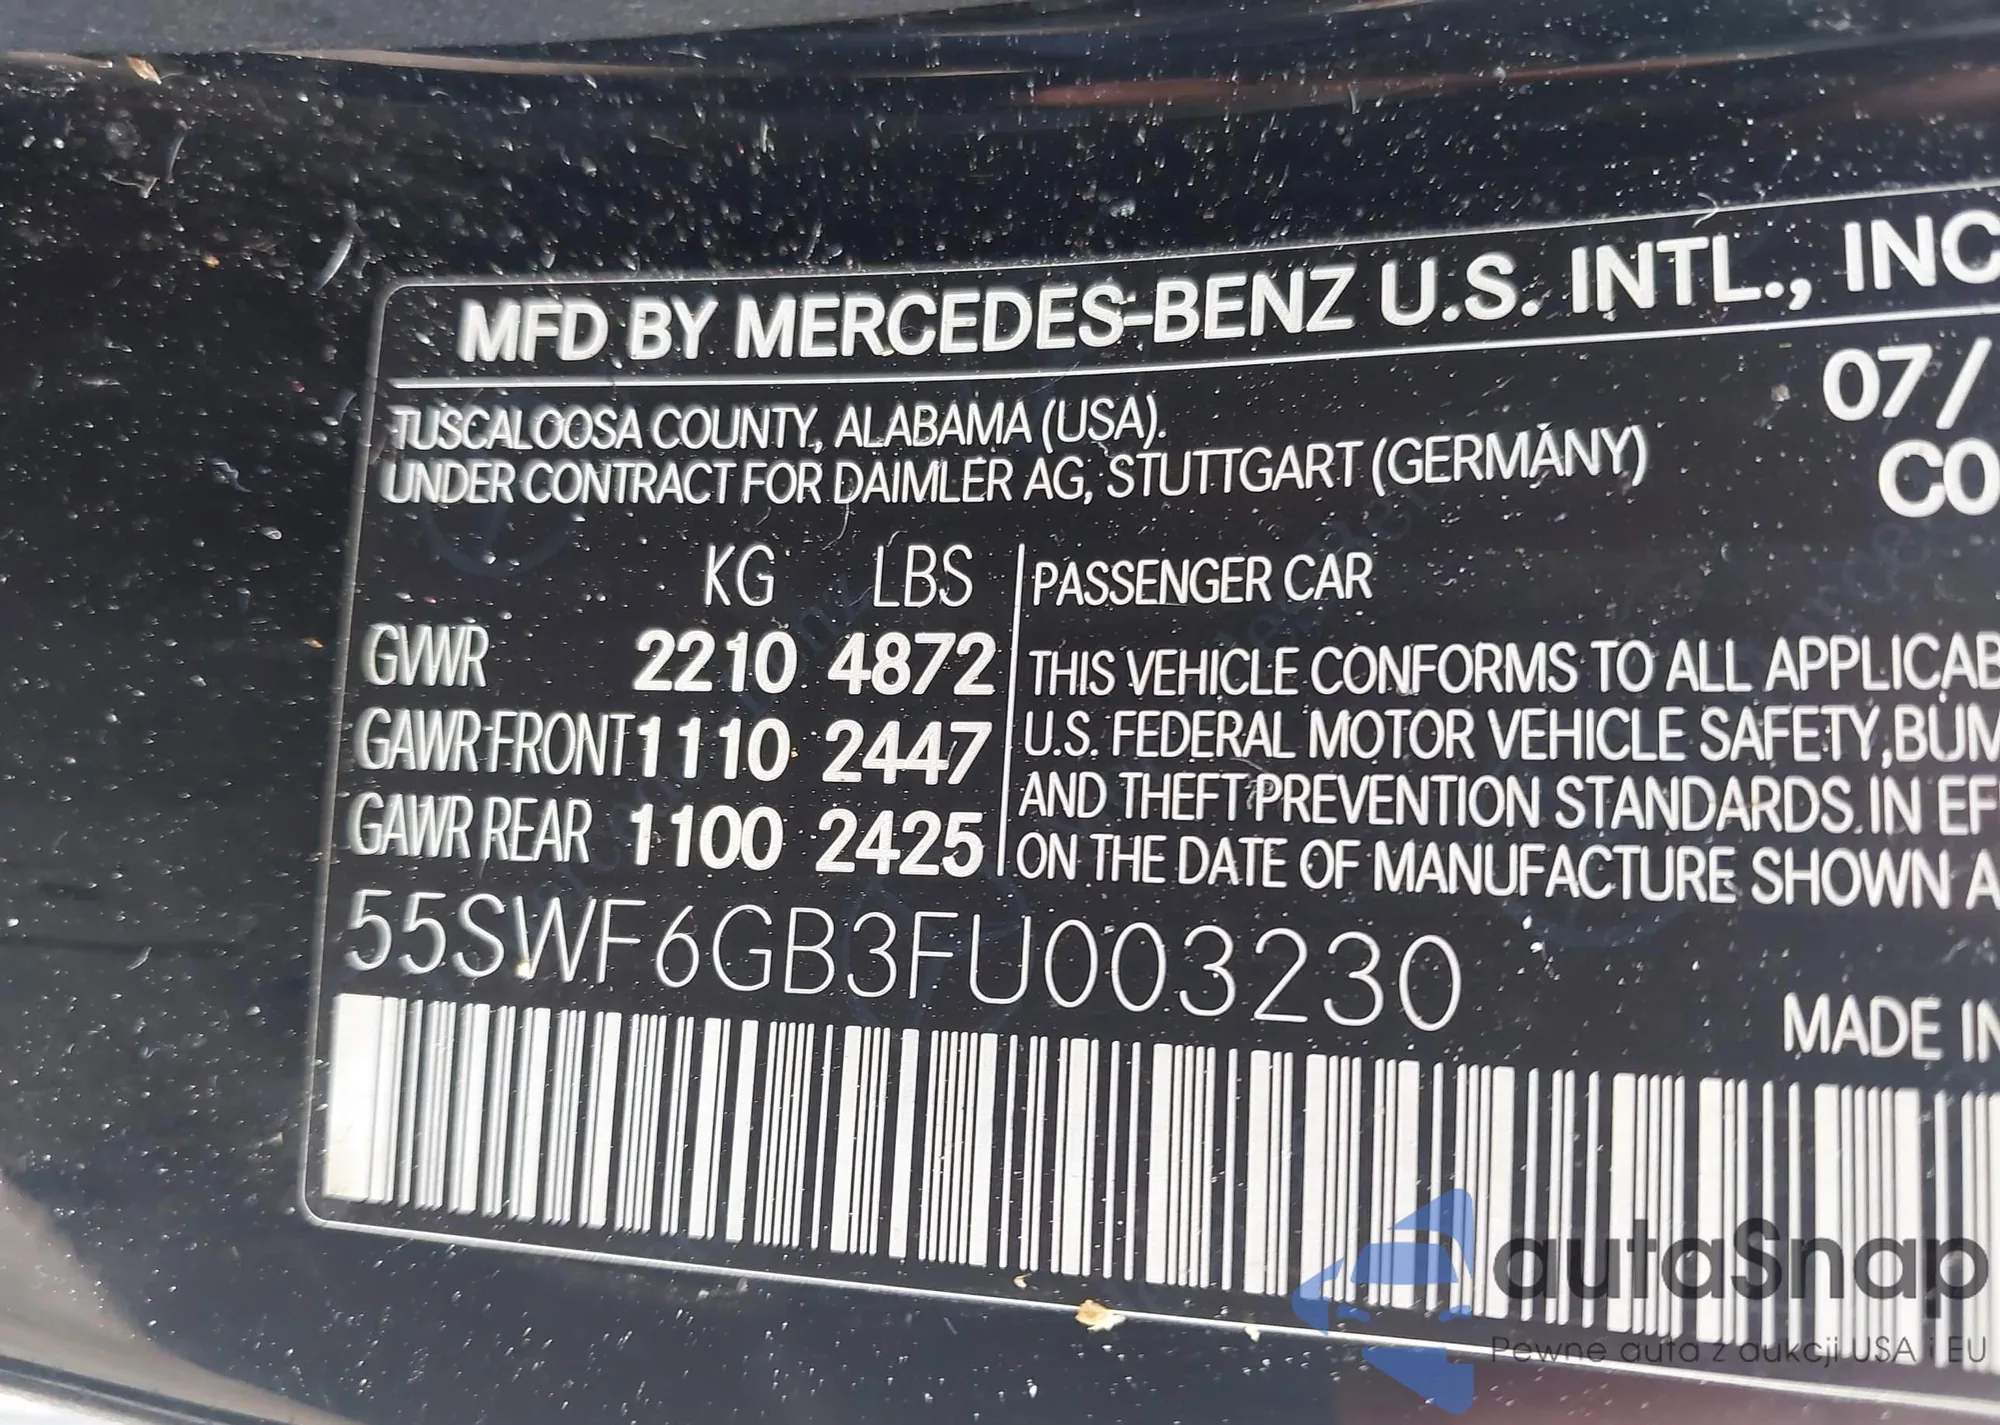 MFD BY MERCEDES-BENZ U.S. INTL., INC
07/
TUSCALOOSA COUNTY, ALABAMA (USA).
UNDER CONTRACT FOR DAIMLER AG, STUTTGART (GERMANY)
CO
KG LBS
GVWR 2210 4872
GAWR FRONT 1110 2447
GAWR REAR 1100 2425
PASSENGER CAR
THIS VEHICLE CONFORMS TO ALL APPLICAB
U.S. FEDERAL MOTOR VEHICLE SAFETY, BUM
AND THEFT PREVENTION STANDARDS IN EF
ON THE DATE OF MANUFACTURE SHOWN A
55SWF6GB3FU003230
MADE IN
autaSnap
Pewne auta z aukcji USA i EU